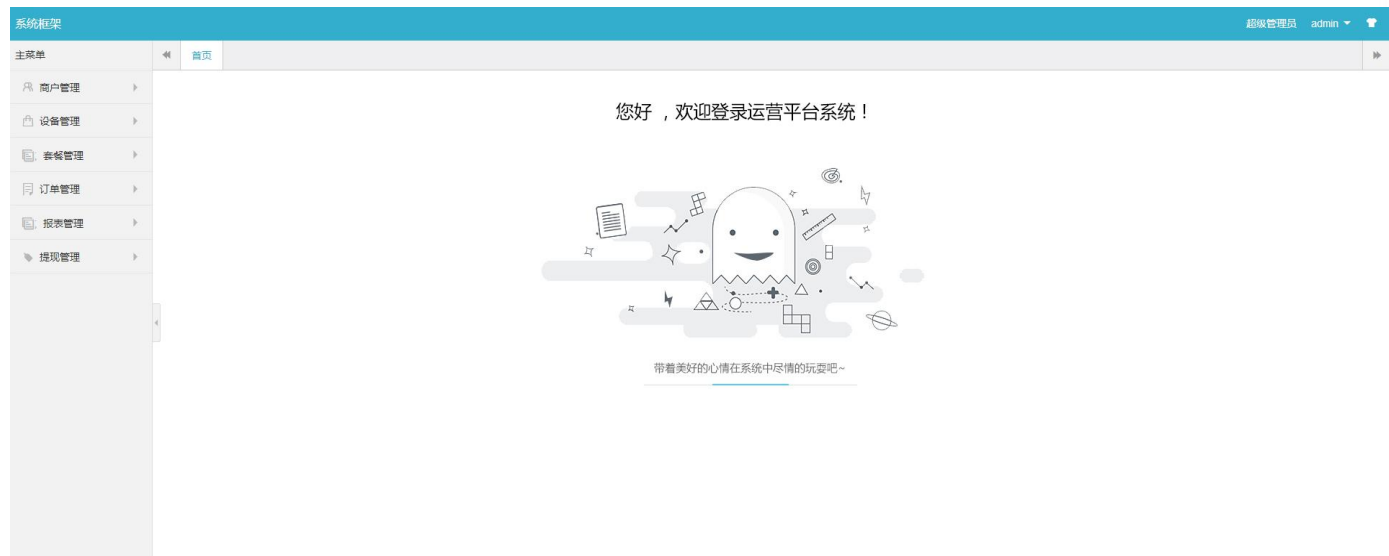 系统框架
超级管理员 admin
主菜单
首页
商户管理
设备管理
套餐管理
订单管理
报表管理
提现管理
您好 ，欢迎登录运营平台系统！
带着美好的心情在系统中尽情的玩耍吧~